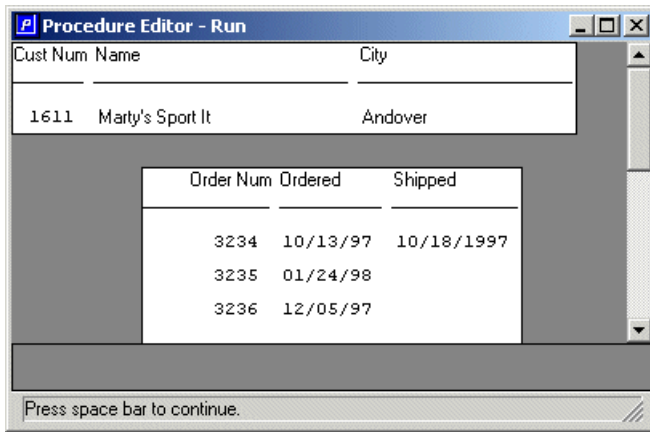 Procedure Editor - Run
Cust Num Name City
1611 Marty's Sport It Andover
Order Num Ordered Shipped
3234 10/13/97 10/18/1997
3235 01/24/98
3236 12/05/97
Press space bar to continue.